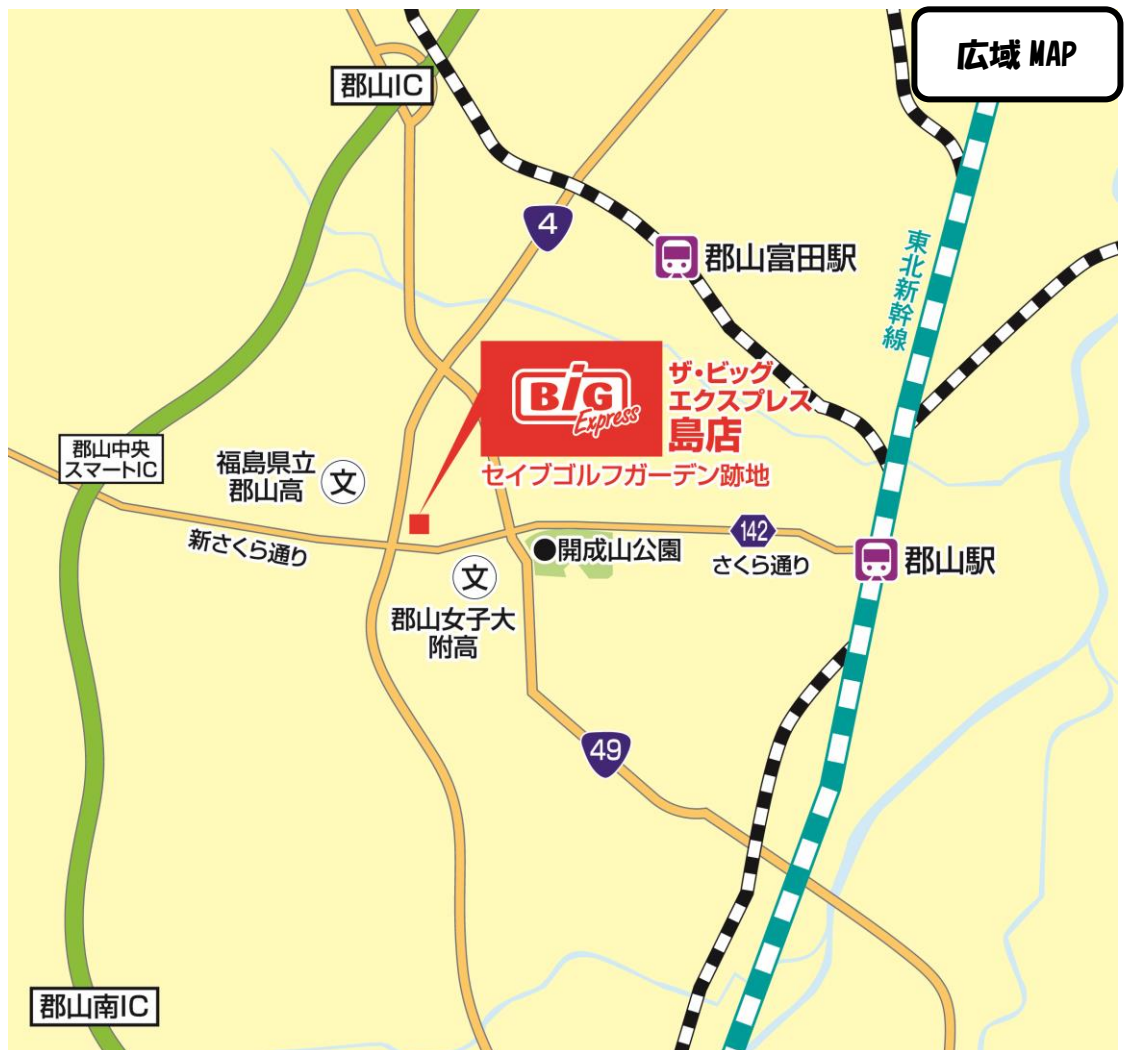 広域 MAP
郡山IC
4
郡山富田駅
東北新幹線
BiG
Express
ザ・ビッグ
エクスプレス
島店
セイブゴルフガーデン跡地
郡山中央
スマートIC
福島県立
郡山高
文
新さくら通り
142
開成山公園
さくら通り
郡山駅
文
郡山女子大
附高
49
郡山南IC